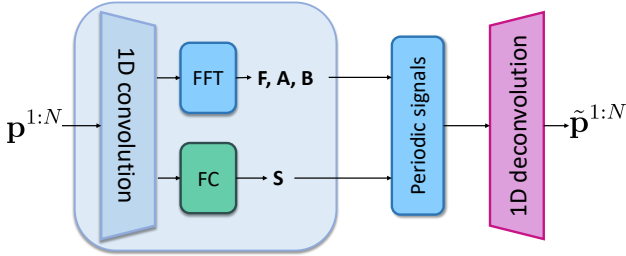 p^{1:N}
1D convolution
FFT
F, A, B
FC
S
Periodic signals
1D deconvolution
p̃^{1:N}